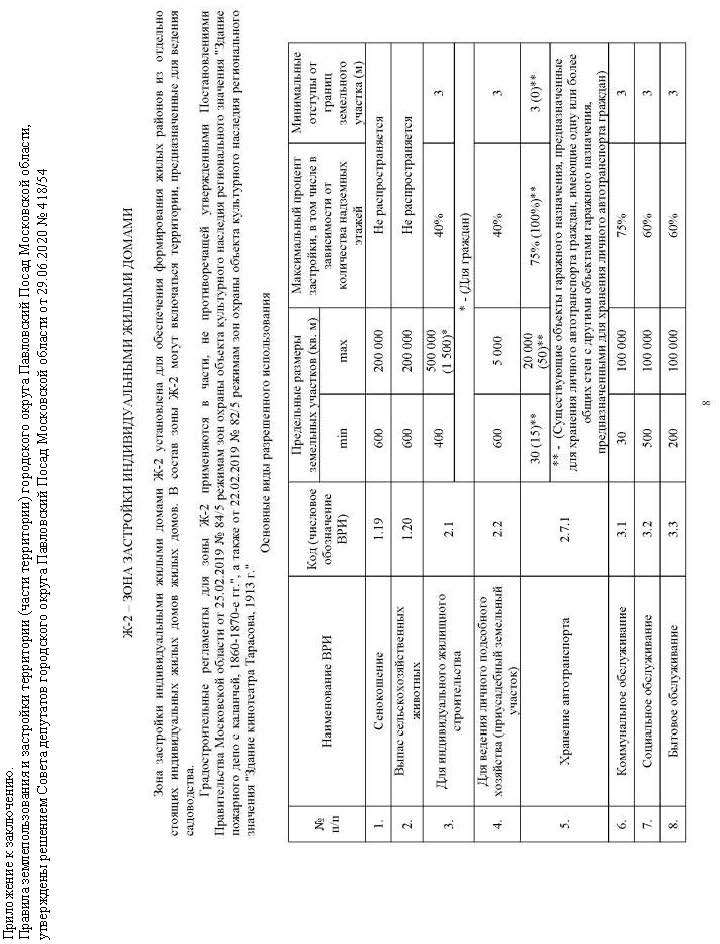 Приложение к заключению.
Правила землепользования и застройки территории (части территории) городского округа Павловский Посад Московской области,
утверждены решением Совета депутатов городского округа Павловский Посад Московской области от 29.06.2020 № 418/54
Ж-2 – ЗОНА ЗАСТРОЙКИ ИНДИВИДУАЛЬНЫМИ ЖИЛЫМИ ДОМАМИ
Зона застройки индивидуальными жилыми домами Ж-2 установлена для обеспечения формирования жилых районов из отдельно
стоящих индивидуальных жилых домов жилых домов. В состав зоны Ж-2 могут включаться территории, предназначенные для ведения
садоводства.
Градостроительные регламенты для зоны Ж-2 применяются в части, не противоречащей утвержденными Постановлениями
Правительства Московской области от 25.02.2019 № 84/5 режимам зон охраны объекта культурного наследия регионального значения "Здание
пожарного депо с каланчей, 1860-1870-е гг.", а также от 22.02.2019 № 82/5 режимам зон охраны объекта культурного наследия регионального
значения "Здание кинотеатра Тарасова, 1913 г."
Основные виды разрешенного использования
№ п/п Наименование ВРИ Код (числовое обозначение ВРИ) Предельные размеры земельных участков (кв. м) min max Максимальный процент застройки, в том числе в зависимости от количества надземных этажей Минимальные отступы от границ земельного участка (м)
1. Сенокошение 1.19 600 200 000 Не распространяется
2. Выпас сельскохозяйственных животных 1.20 600 200 000 Не распространяется
3. Для индивидуального жилищного строительства 2.1 400 500 000 (1 500)* 40% 3
* - (Для граждан)
4. Для ведения личного подсобного хозяйства (приусадебный земельный участок) 2.2 600 5 000 40% 3
5. Хранение автотранспорта 2.7.1 30 (15)** 20 000 (50)** 75% (100%)** 3 (0)**
** - (Существующие объекты гаражного назначения, предназначенные
для хранения личного автотранспорта граждан, имеющие одну или более
общих стен с другими объектами гаражного назначения,
предназначенными для хранения личного автотранспорта граждан)
6. Коммунальное обслуживание 3.1 30 100 000 75% 3
7. Социальное обслуживание 3.2 500 100 000 60% 3
8. Бытовое обслуживание 3.3 200 100 000 60% 3
8